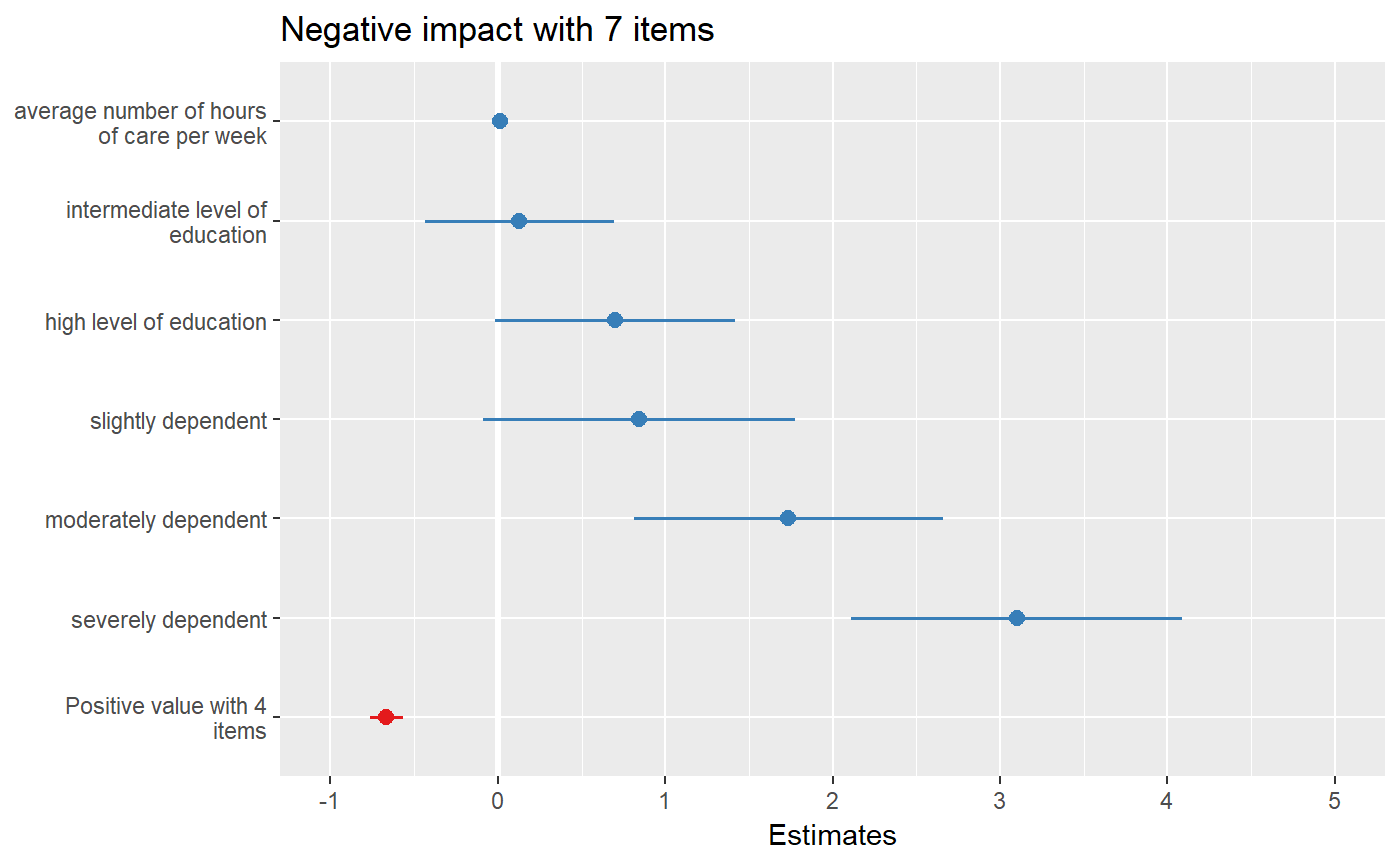 Negative impact with 7 items
average number of hours
of care per week
intermediate level of
education
high level of education
slightly dependent
moderately dependent
severely dependent
Positive value with 4
items
-1 0 1 2 3 4 5
Estimates